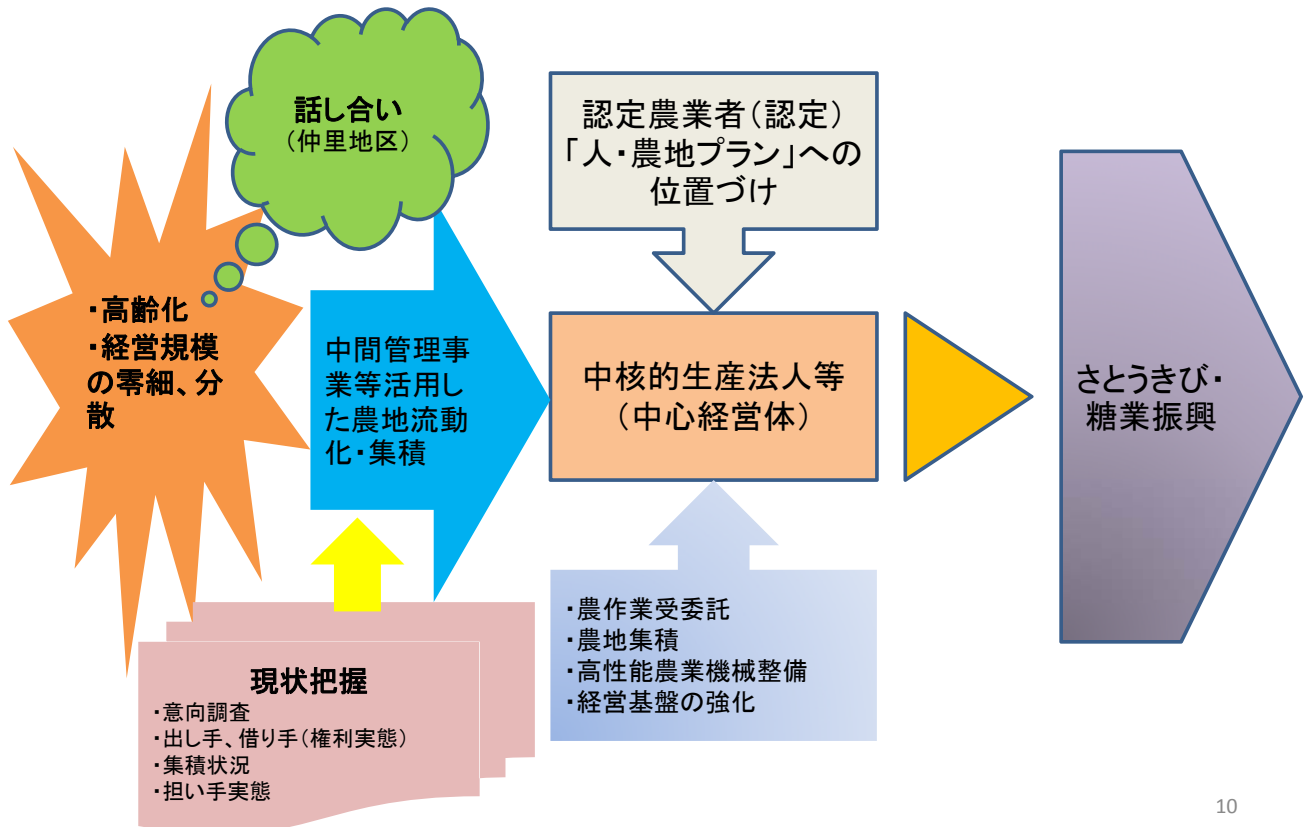 話し合い
（仲里地区）
認定農業者（認定）
「人・農地プラン」への
位置づけ
・高齢化
・経営規模
の零細、分
散
中間管理事
業等活用し
た農地流動
化・集積
中核的生産法人等
（中心経営体）
さとうきび・
糖業振興
現状把握
・意向調査
・出し手、借り手（権利実態）
・集積状況
・担い手実態
・農作業受委託
・農地集積
・高性能農業機械整備
・経営基盤の強化
10